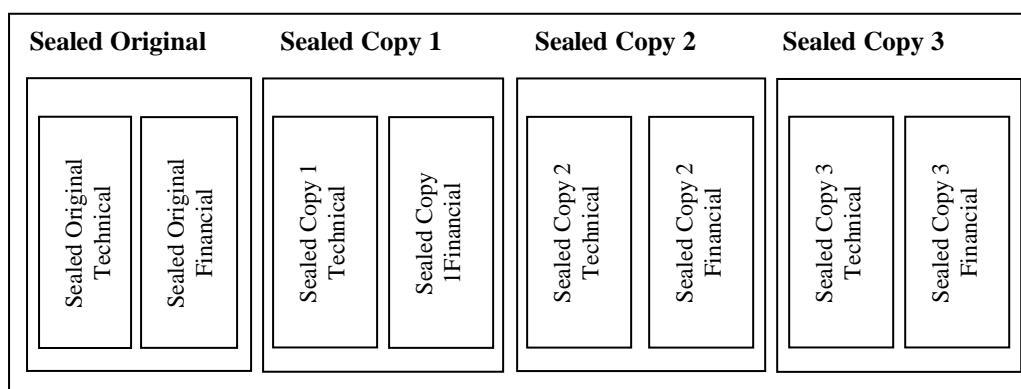 Sealed Original
Sealed Copy 1
Sealed Copy 2
Sealed Copy 3
Sealed Original
Technical
Sealed Original
Financial
Sealed Copy 1
Technical
Sealed Copy
1Financial
Sealed Copy 2
Technical
Sealed Copy 2
Financial
Sealed Copy 3
Technical
Sealed Copy 3
Financial